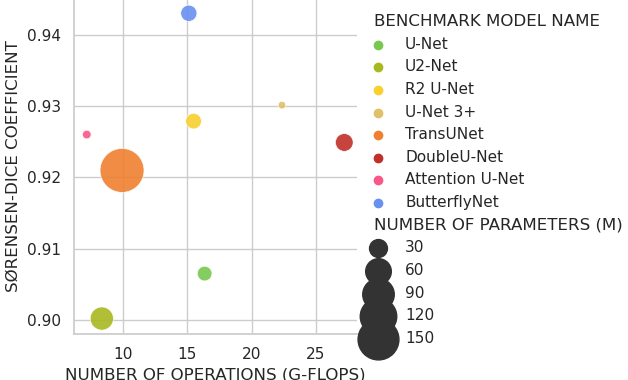 SØRENSEN-DICE COEFFICIENT
0.94
0.93
0.92
0.91
0.90
10 15 20 25
NUMBER OF OPERATIONS (G-FLOPS)
BENCHMARK MODEL NAME
U-Net
U2-Net
R2 U-Net
U-Net 3+
TransUNet
DoubleU-Net
Attention U-Net
ButterflyNet
NUMBER OF PARAMETERS (M)
30
60
90
120
150